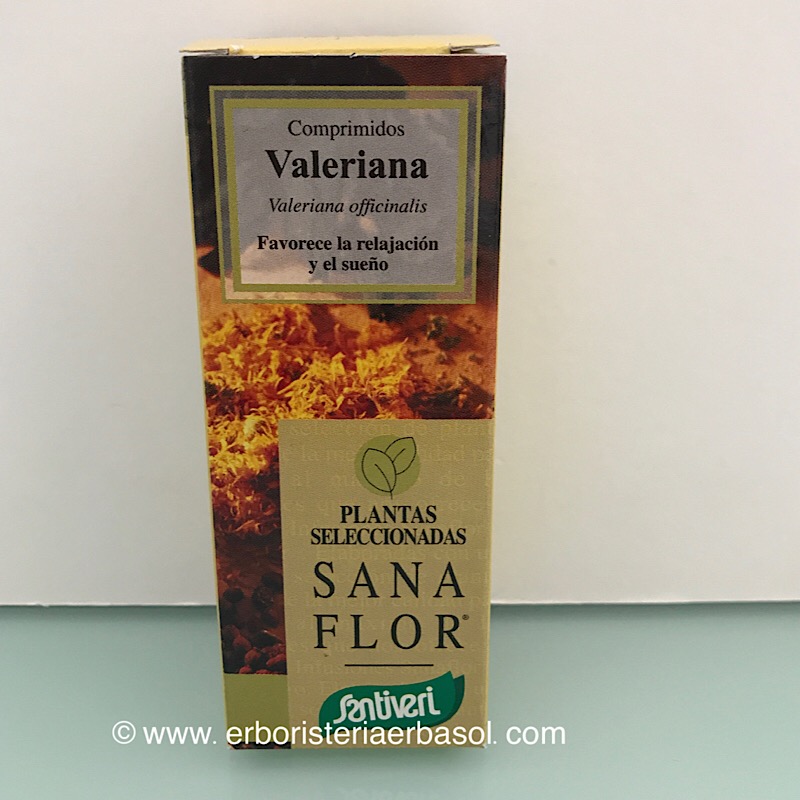 Comprimidos
Valeriana
Valeriana officinalis
Favorece la relajación
y el sueño
PLANTAS
SELECCIONADAS
SANA
FLOR®
Santiveri
© www. erboristeriaerbasol. com